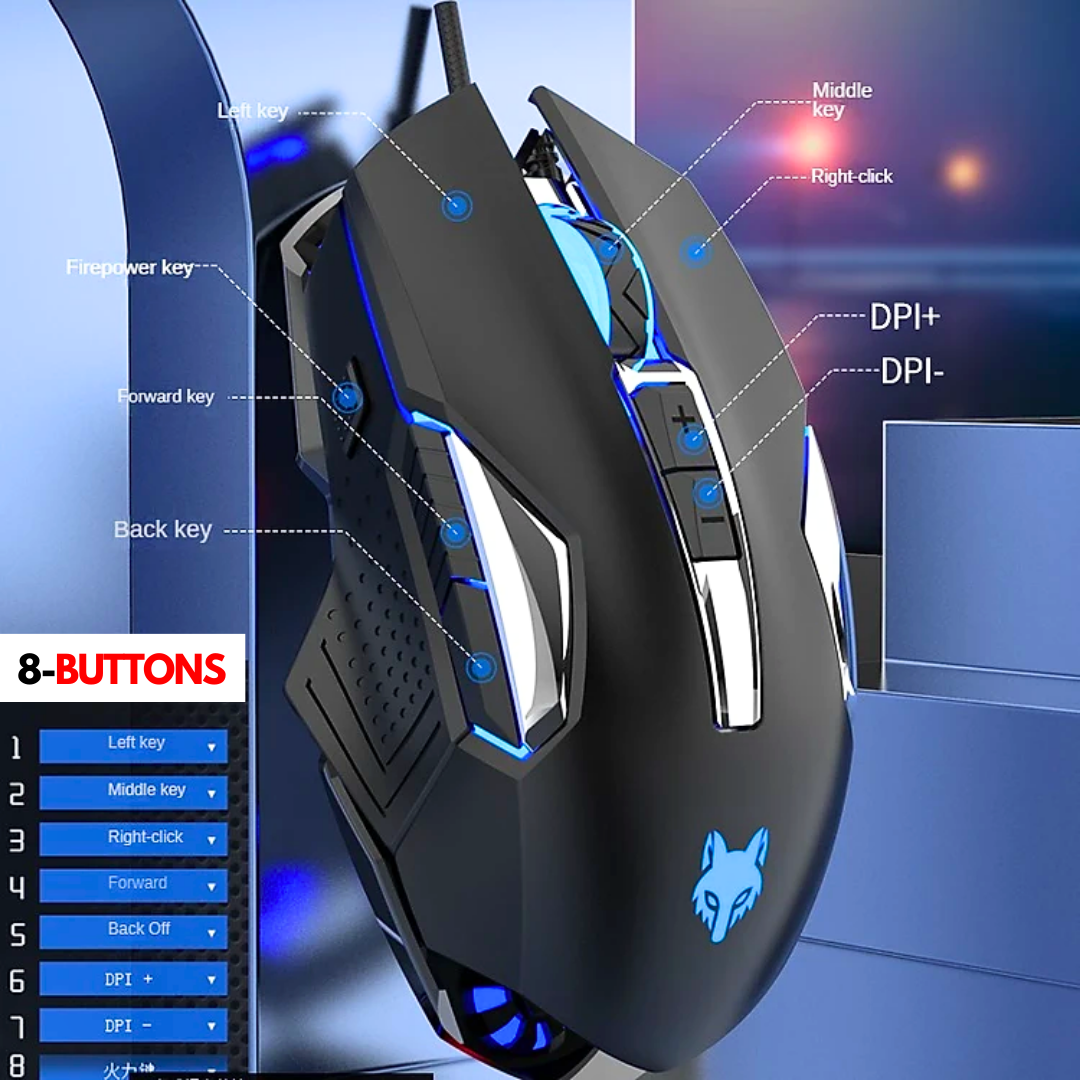 Left key
Middle
key
Right-click
Firepower key
DPI+
DPI-
Forward key
Back key
+
−
8-BUTTONS
1 Left key ▼
2 Middle key ▼
3 Right-click ▼
4 Forward ▼
5 Back Off ▼
6 DPI + ▼
7 DPI − ▼
8 火力键